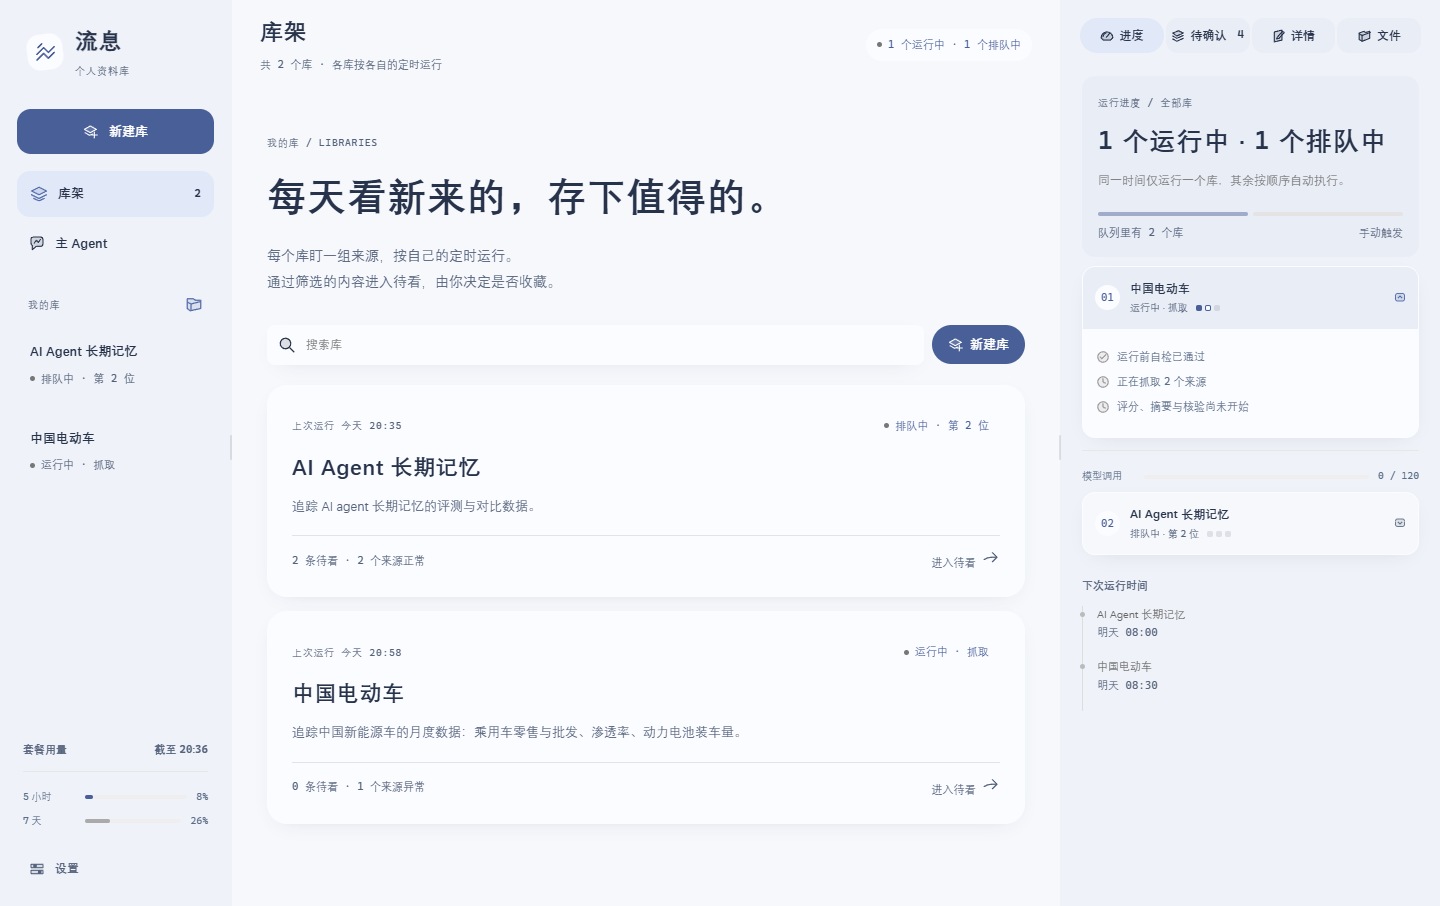 流息
个人资料库
新建库
库架 2
主 Agent
我的库
AI Agent 长期记忆
排队中 · 第 2 位
中国电动车
运行中 · 抓取
套餐用量 截至 20:36
5 小时 8%
7 天 26%
设置
库架
共 2 个库 · 各库按各自的定时运行
1 个运行中 · 1 个排队中
我的库 / LIBRARIES
每天看新来的，存下值得的。
每个库盯一组来源，按自己的定时运行。
通过筛选的内容进入待看，由你决定是否收藏。
搜索库
新建库
上次运行 今天 20:35
排队中 · 第 2 位
AI Agent 长期记忆
追踪 AI agent 长期记忆的评测与对比数据。
2 条待看 · 2 个来源正常
进入待看
上次运行 今天 20:58
运行中 · 抓取
中国电动车
追踪中国新能源车的月度数据：乘用车零售与批发、渗透率、动力电池装车量。
0 条待看 · 1 个来源异常
进入待看
进度
待确认 4
详情
文件
运行进度 / 全部库
1 个运行中 · 1 个排队中
同一时间仅运行一个库，其余按顺序自动执行。
队列里有 2 个库 手动触发
01 中国电动车
运行中 · 抓取
运行前自检已通过
正在抓取 2 个来源
评分、摘要与核验尚未开始
模型调用 0 / 120
02 AI Agent 长期记忆
排队中 · 第 2 位
下次运行时间
AI Agent 长期记忆
明天 08:00
中国电动车
明天 08:30